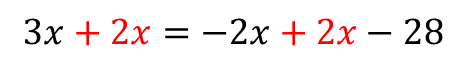 3x + 2x = −2x + 2x − 28